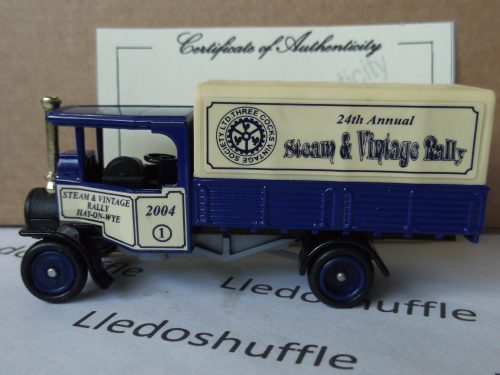 Certificate of Authenticity
THREE COCKS VINTAGE SOCIETY LTD
24th Annual
Steam & Vintage Rally
STEAM & VINTAGE
RALLY
HAY-ON-WYE
2004
1
Lledoshuffle
Lledoshuffle
Lledoshuffle